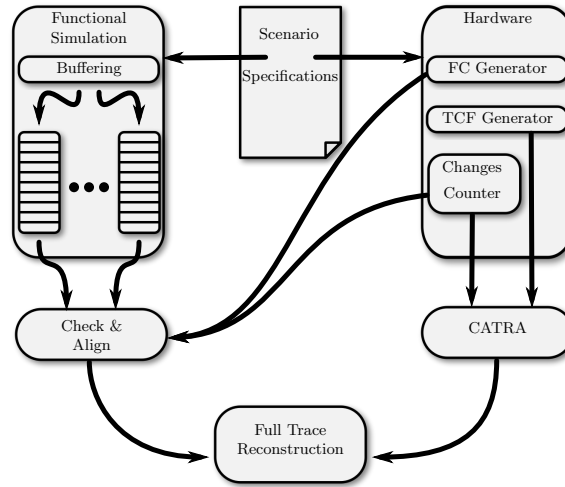 Functional
Simulation
Buffering
Scenario
Specifications
Hardware
FC Generator
TCF Generator
Changes
Counter
Check &
Align
CATRA
Full Trace
Reconstruction